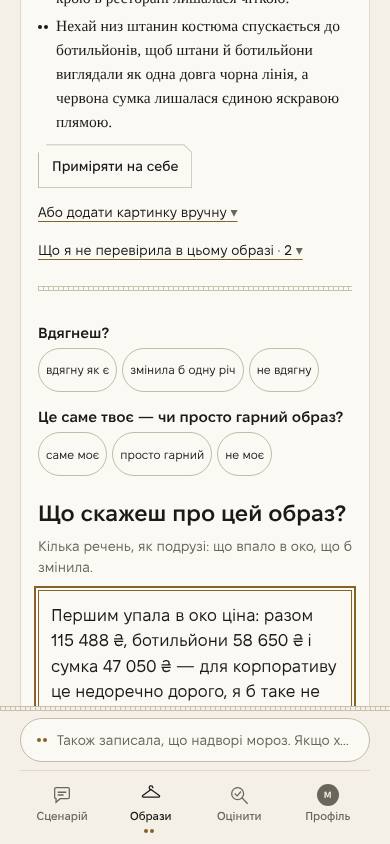 крою в ресторані лишалася чіткою.
•• Нехай низ штанин костюма спускається до
ботильйонів, щоб штани й ботильйони
виглядали як одна довга чорна лінія, а
червона сумка лишалася єдиною яскравою
плямою.
Приміряти на себе
Або додати картинку вручну ▾
Що я не перевірила в цьому образі · 2 ▾
Вдягнеш?
вдягну як є
змінила б одну річ
не вдягну
Це саме твоє — чи просто гарний образ?
саме моє
просто гарний
не моє
Що скажеш про цей образ?
Кілька речень, як подрузі: що впало в око, що б
змінила.
Першим упала в око ціна: разом
115 488 ₴, ботильйони 58 650 ₴ і
сумка 47 050 ₴ — для корпоративу
це недоречно дорого, я б таке не
•• Також записала, що надворі мороз. Якщо х...
Сценарій
Образи
Оцінити
М
Профіль